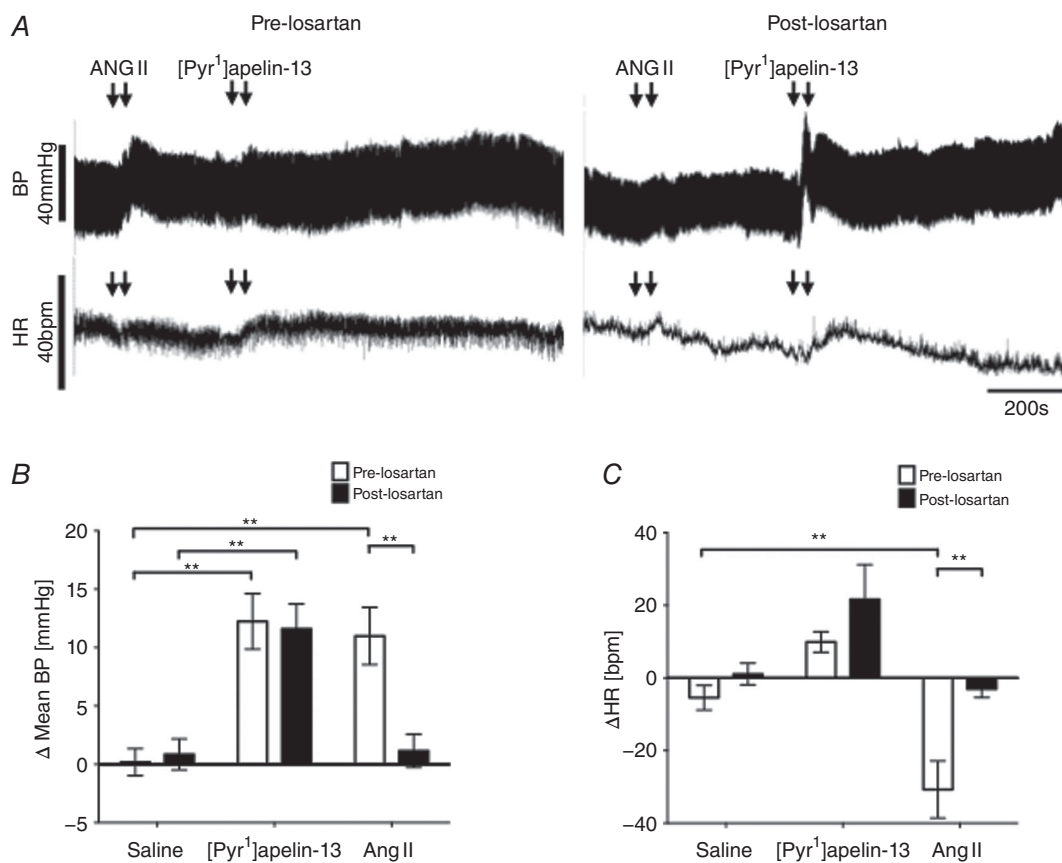 A
Pre-losartan
Post-losartan
ANG II
[Pyr¹]apelin-13
ANG II
[Pyr¹]apelin-13
BP
40mmHg
HR
40bpm
200s
B
Pre-losartan
Post-losartan
**
**
**
**
Δ Mean BP [mmHg]
20
15
10
5
0
−5
Saline
[Pyr¹]apelin-13
Ang II
C
Pre-losartan
Post-losartan
**
**
ΔHR [bpm]
40
20
0
−20
−40
Saline
[Pyr¹]apelin-13
Ang II